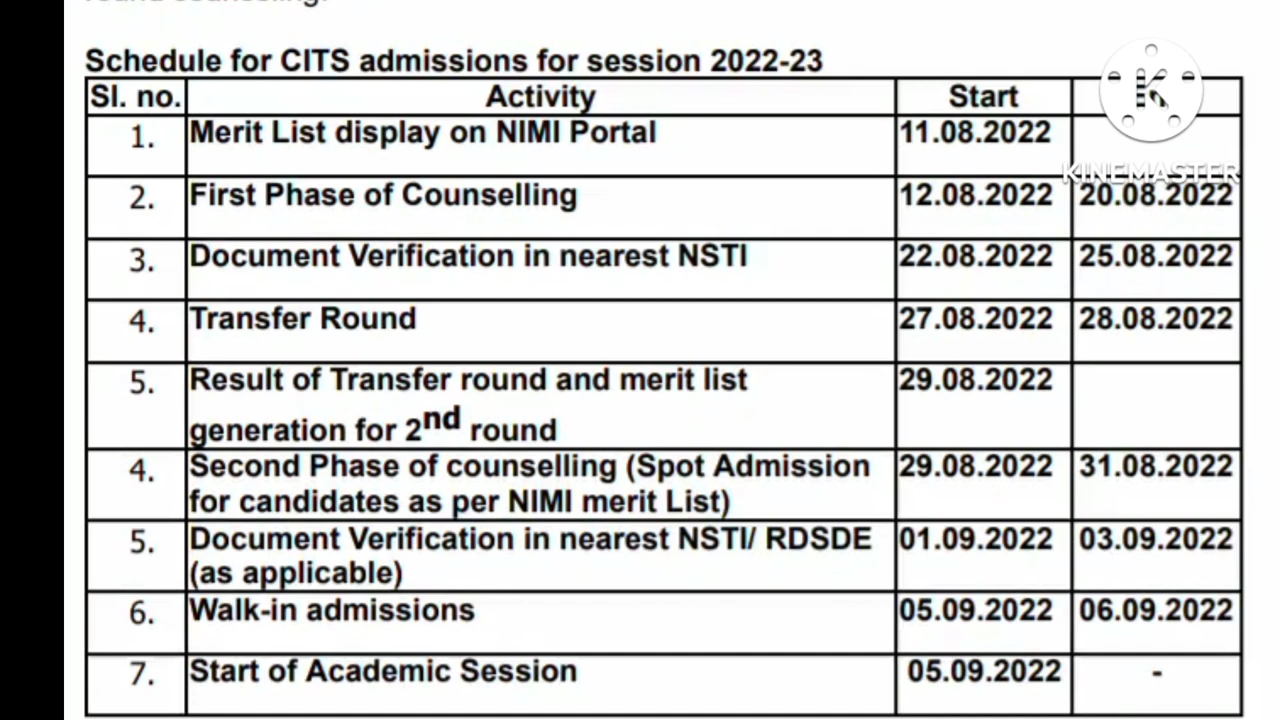 Schedule for CITS admissions for session 2022-23
Sl. no. Activity Start
1. Merit List display on NIMI Portal 11.08.2022
KINEMASTER
2. First Phase of Counselling 12.08.2022 20.08.2022
3. Document Verification in nearest NSTI 22.08.2022 25.08.2022
4. Transfer Round 27.08.2022 28.08.2022
5. Result of Transfer round and merit list 29.08.2022
generation for 2nd round
4. Second Phase of counselling (Spot Admission 29.08.2022 31.08.2022
for candidates as per NIMI merit List)
5. Document Verification in nearest NSTI/ RDSDE 01.09.2022 03.09.2022
(as applicable)
6. Walk-in admissions 05.09.2022 06.09.2022
7. Start of Academic Session 05.09.2022 -